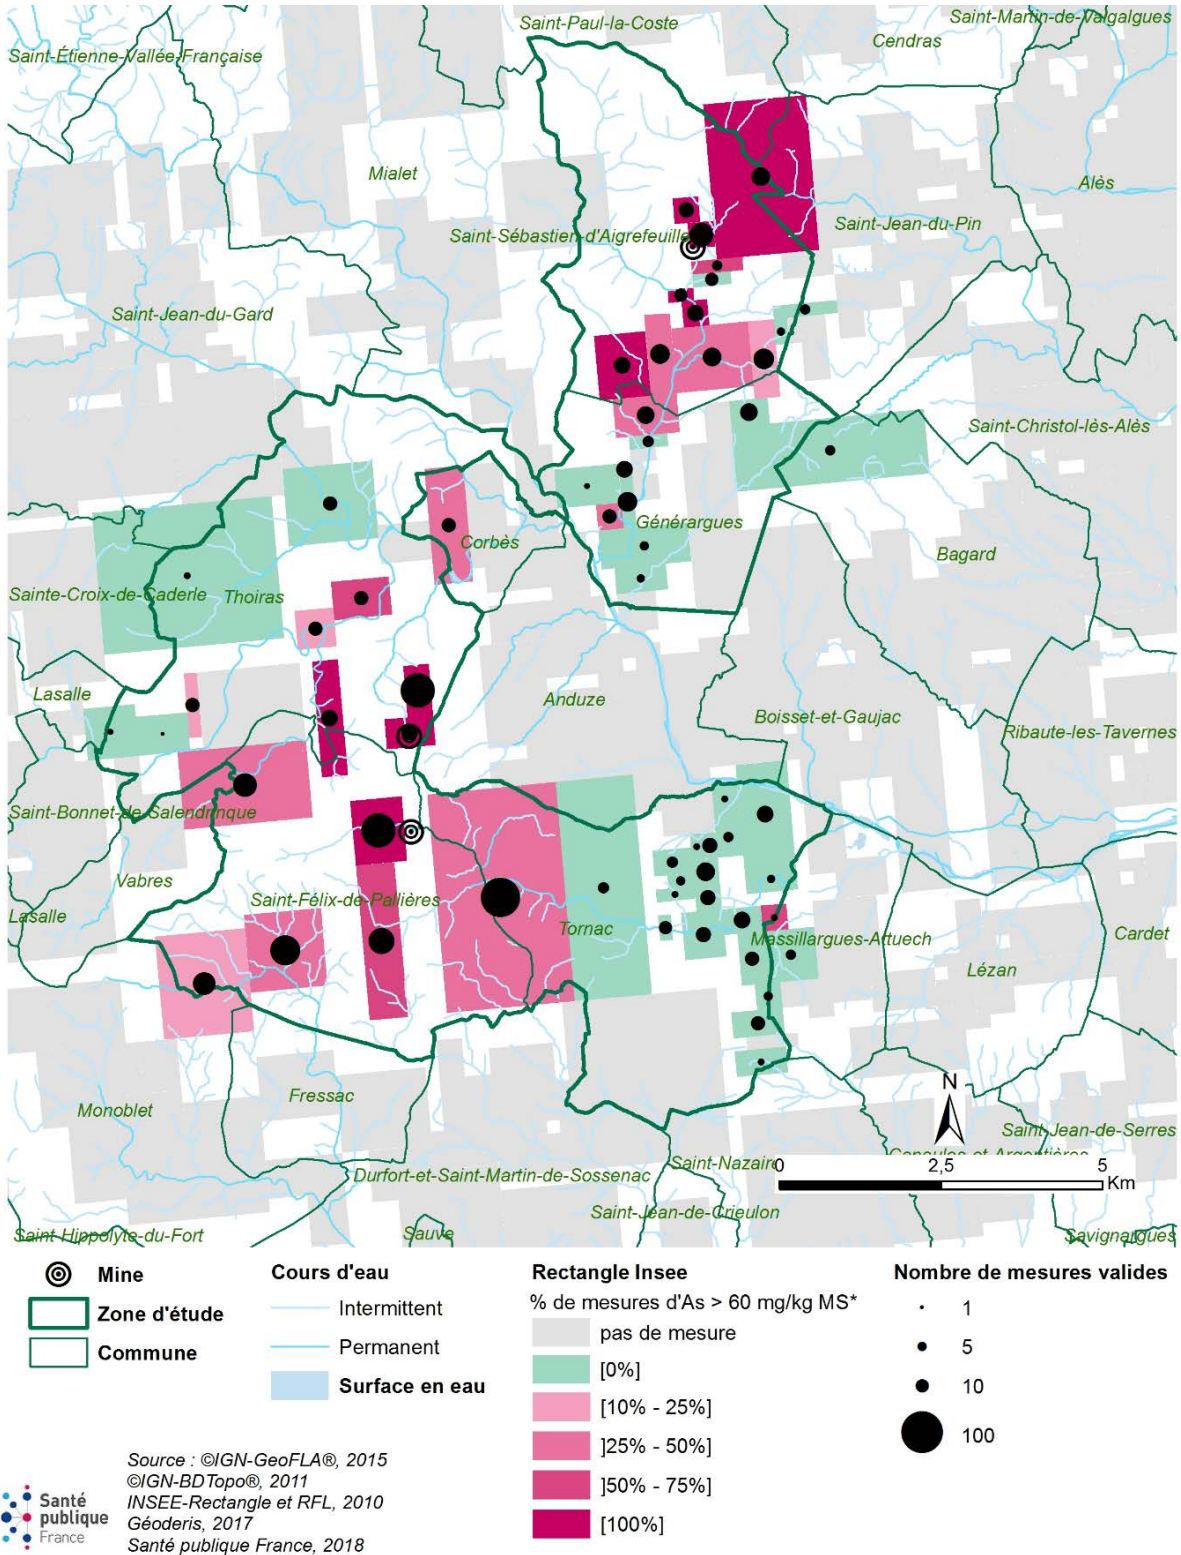 Saint-Paul-la-Coste
Saint-Martin-de-Valgalgues
Cendras
Saint-Étienne-Vallée-Française
Mialet
Alès
Saint-Jean-du-Pin
Saint-Sébastien-d'Aigrefeuille
Saint-Jean-du-Gard
Saint-Christol-lès-Alès
Générargues
Corbès
Bagard
Sainte-Croix-de-Caderle
Thoiras
Lasalle
Anduze
Boisset-et-Gaujac
Ribaute-les-Tavernes
Saint-Bonnet-de-Salendrinque
Vabres
Saint-Félix-de-Pallières
Lasalle
Tornac
Massillargues-Attuech
Cardet
Lézan
Monoblet
Fressac
N
Saint-Jean-de-Serres
Durfort-et-Saint-Martin-de-Sossenac
Saint-Nazaire
0 2,5 5
Km
Saint-Jean-de-Crieulon
Saint-Hippolyte-du-Fort
Sauve
Savignargues
Mine
Zone d'étude
Commune
Cours d'eau
Intermittent
Permanent
Surface en eau
Rectangle Insee
% de mesures d'As > 60 mg/kg MS*
pas de mesure
[0%]
[10% - 25%]
]25% - 50%]
]50% - 75%]
[100%]
Nombre de mesures valides
1
5
10
100
Santé
publique
France
Source : ©IGN-GeoFLA®, 2015
©IGN-BDTopo®, 2011
INSEE-Rectangle et RFL, 2010
Géoderis, 2017
Santé publique France, 2018